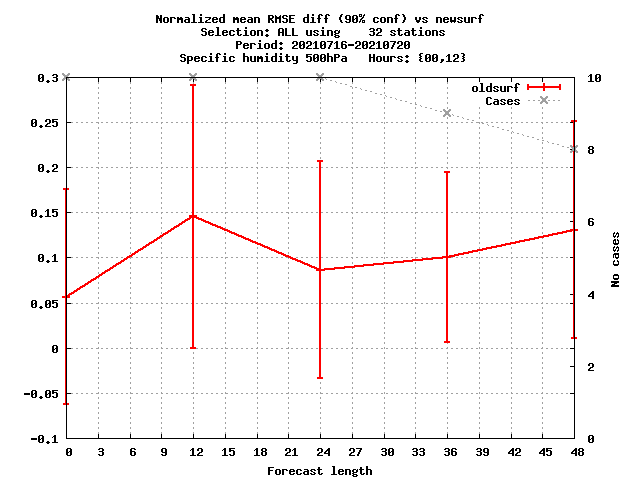 Normalized mean RMSE diff (90% conf) vs newsurf
Selection: ALL using    32 stations
Period: 20210716-20210720
Specific humidity 500hPa   Hours: {00,12}
oldsurf
Cases
0.3
0.25
0.2
0.15
0.1
0.05
0
-0.05
-0.1
10
8
6
4
2
0
No cases
0 3 6 9 12 15 18 21 24 27 30 33 36 39 42 45 48
Forecast length